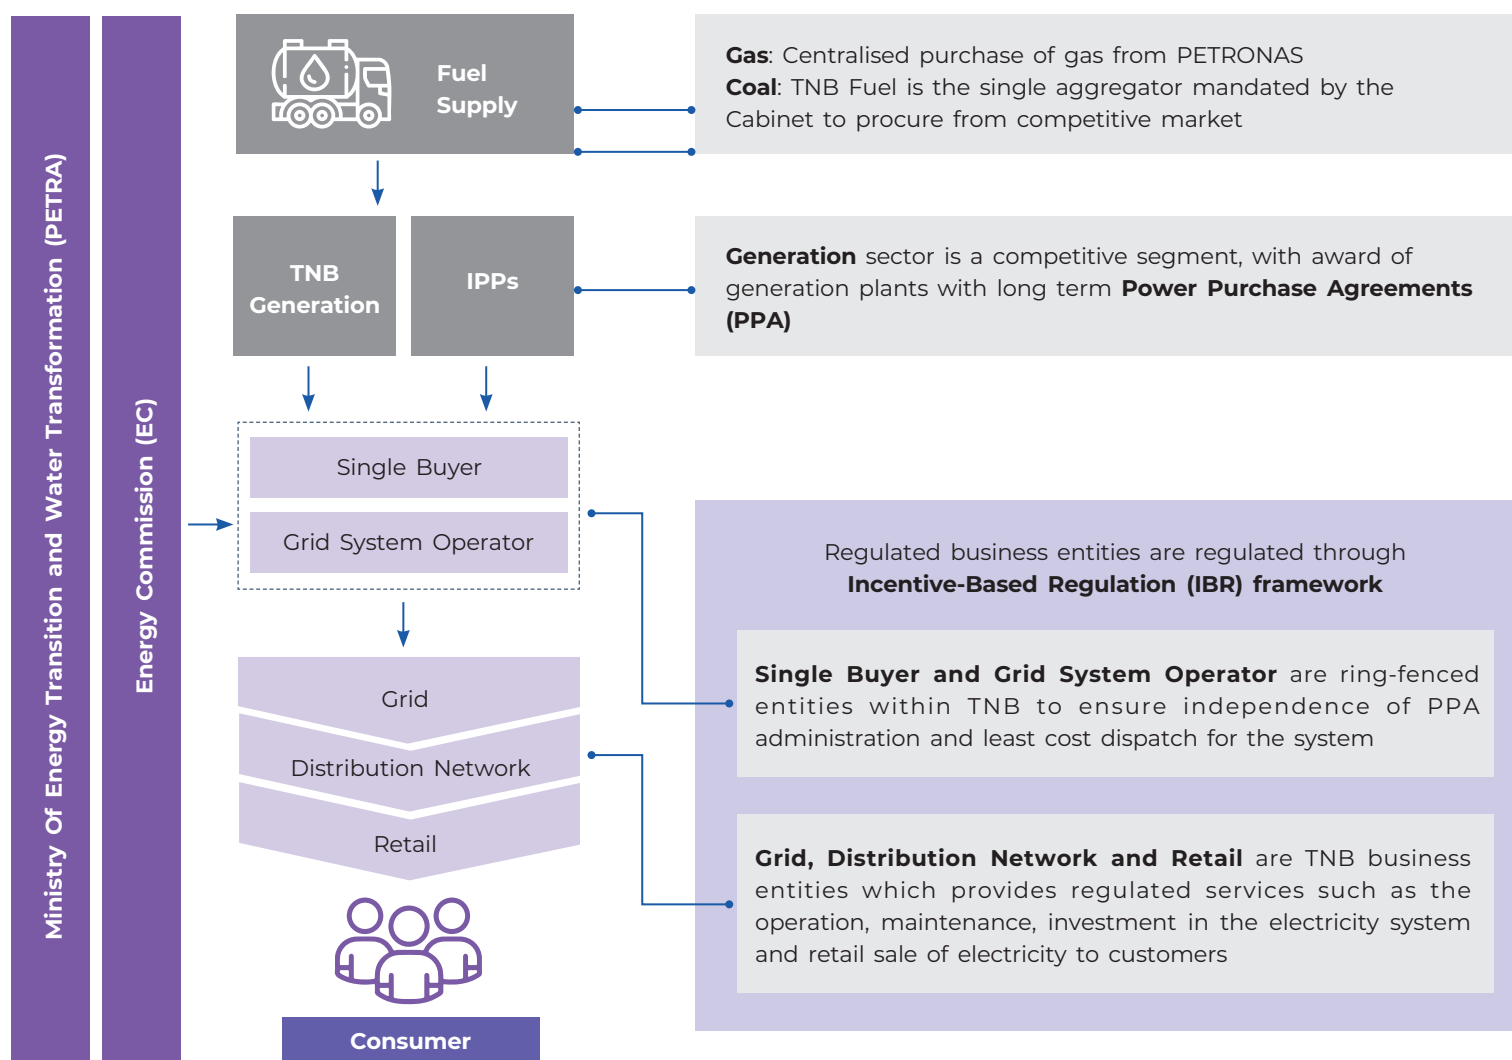 Ministry Of Energy Transition and Water Transformation (PETRA)
Energy Commission (EC)
Fuel
Supply
Gas: Centralised purchase of gas from PETRONAS
Coal: TNB Fuel is the single aggregator mandated by the
Cabinet to procure from competitive market
TNB
Generation
IPPs
Generation sector is a competitive segment, with award of
generation plants with long term Power Purchase Agreements
(PPA)
Single Buyer
Grid System Operator
Regulated business entities are regulated through
Incentive-Based Regulation (IBR) framework
Single Buyer and Grid System Operator are ring-fenced
entities within TNB to ensure independence of PPA
administration and least cost dispatch for the system
Grid
Distribution Network
Retail
Grid, Distribution Network and Retail are TNB business
entities which provides regulated services such as the
operation, maintenance, investment in the electricity system
and retail sale of electricity to customers
Consumer